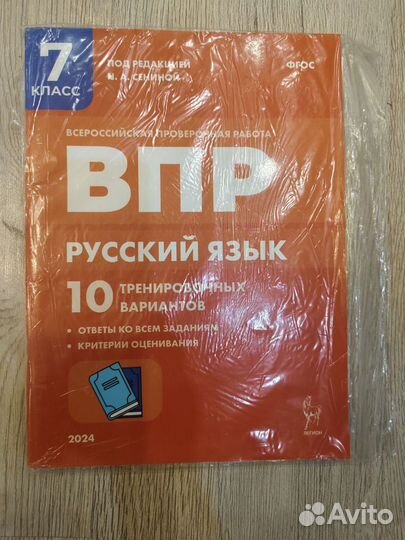 7
КЛАСС
ПОД РЕДАКЦИЕЙ
Н. А. СЕНИНОЙ
ФГОС
ВСЕРОССИЙСКАЯ ПРОВЕРОЧНАЯ РАБОТА
ВПР
РУССКИЙ ЯЗЫК
10 ТРЕНИРОВОЧНЫХ
ВАРИАНТОВ
• ОТВЕТЫ КО ВСЕМ ЗАДАНИЯМ
• КРИТЕРИИ ОЦЕНИВАНИЯ
2024
ЛЕГИОН
Avito